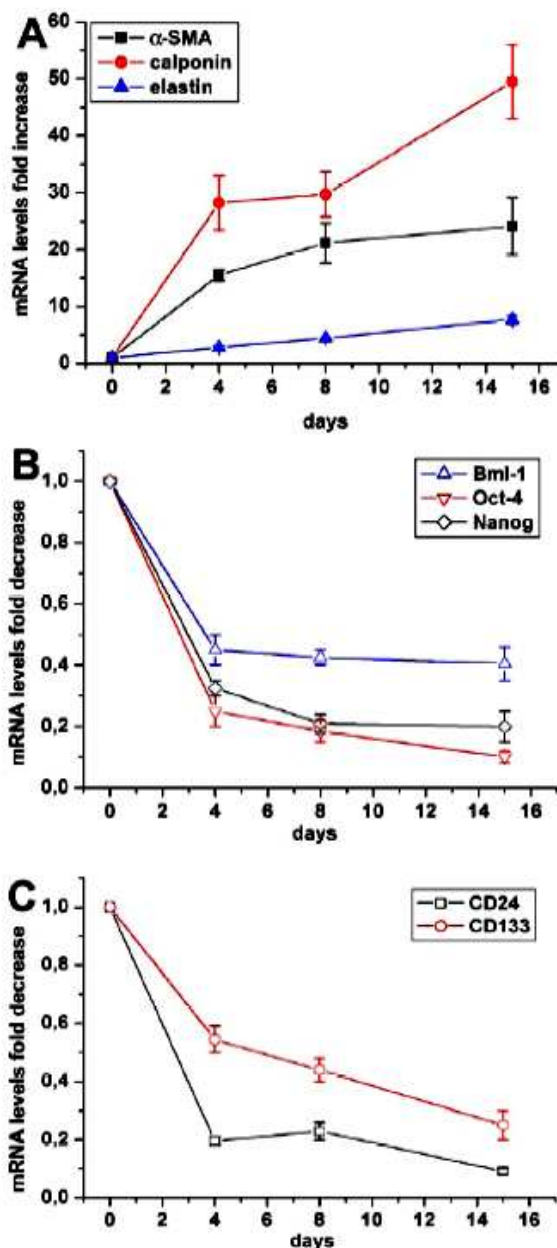 A
α-SMA
calponin
elastin
mRNA levels fold increase
60
50
40
30
20
10
0
0 2 4 6 8 10 12 14 16
days
B
Bml-1
Oct-4
Nanog
mRNA levels fold decrease
1,0
0,8
0,6
0,4
0,2
0,0
0 2 4 6 8 10 12 14 16
days
C
CD24
CD133
mRNA levels fold decrease
1,0
0,8
0,6
0,4
0,2
0,0
0 2 4 6 8 10 12 14 16
days